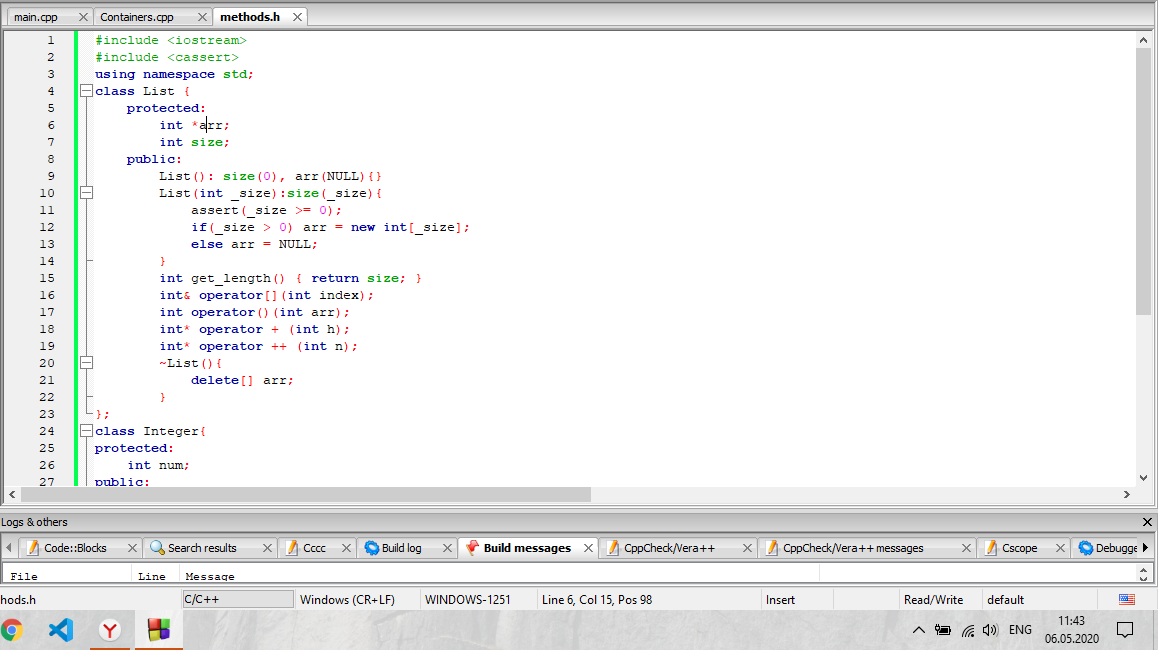 main.cpp Containers.cpp methods.h
1 #include <iostream>
2 #include <cassert>
3 using namespace std;
4 class List {
5 protected:
6 int *arr;
7 int size;
8 public:
9 List(): size(0), arr(NULL){}
10 List(int _size):size(_size){
11 assert(_size >= 0);
12 if(_size > 0) arr = new int[_size];
13 else arr = NULL;
14 }
15 int get_length() { return size; }
16 int& operator[](int index);
17 int operator()(int arr);
18 int* operator + (int h);
19 int* operator ++ (int n);
20 ~List(){
21 delete[] arr;
22 }
23 };
24 class Integer{
25 protected:
26 int num;
27 public:
Logs & others
Code::Blocks Search results Cccc Build log Build messages CppCheck/Vera++ CppCheck/Vera++ messages Cscope Debugge
File Line Message
hods.h C/C++ Windows (CR+LF) WINDOWS-1251 Line 6, Col 15, Pos 98 Insert Read/Write default
ENG 11:43
06.05.2020